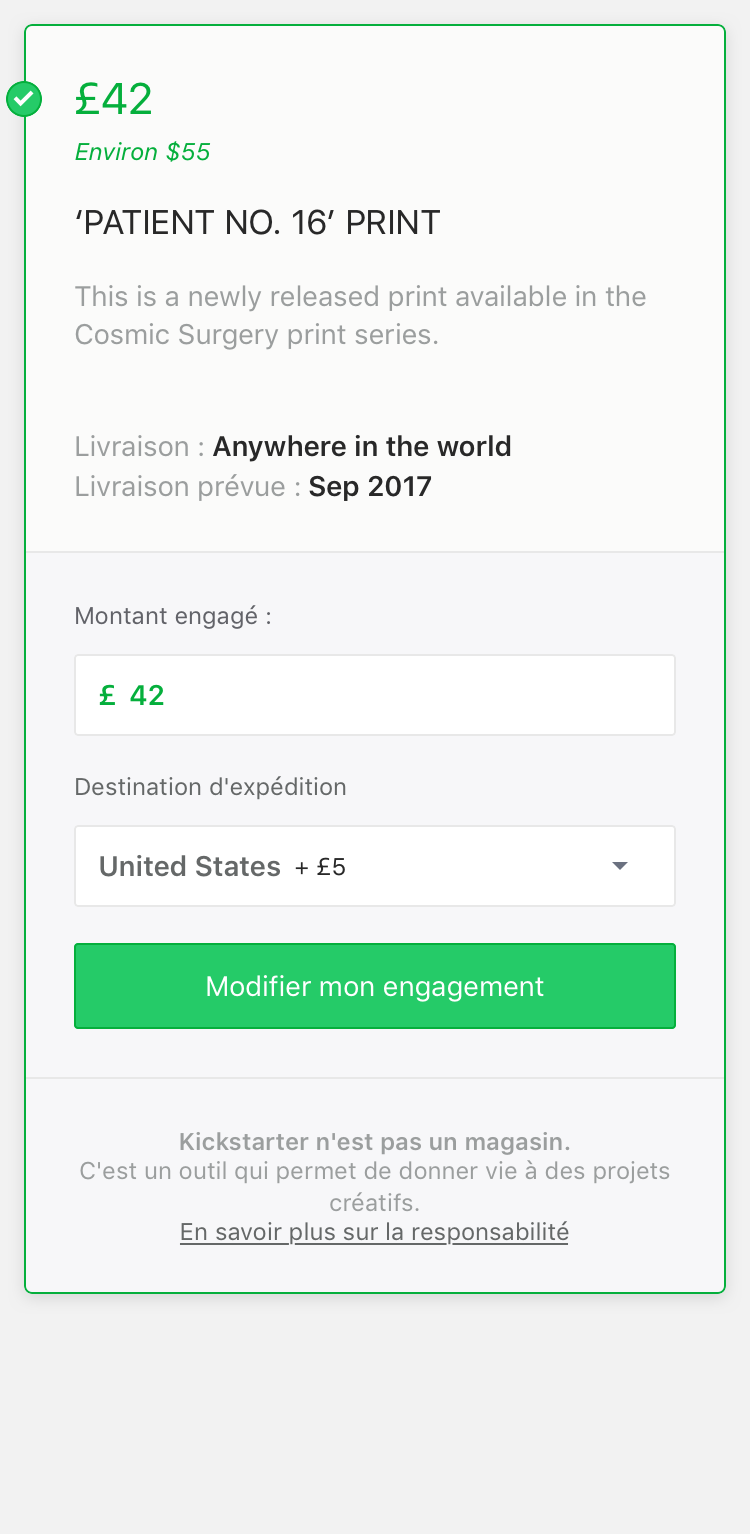 £42
Environ $55
‘PATIENT NO. 16’ PRINT
This is a newly released print available in the
Cosmic Surgery print series.
Livraison : Anywhere in the world
Livraison prévue : Sep 2017
Montant engagé :
£ 42
Destination d'expédition
United States + £5
Modifier mon engagement
Kickstarter n'est pas un magasin.
C'est un outil qui permet de donner vie à des projets
créatifs.
En savoir plus sur la responsabilité